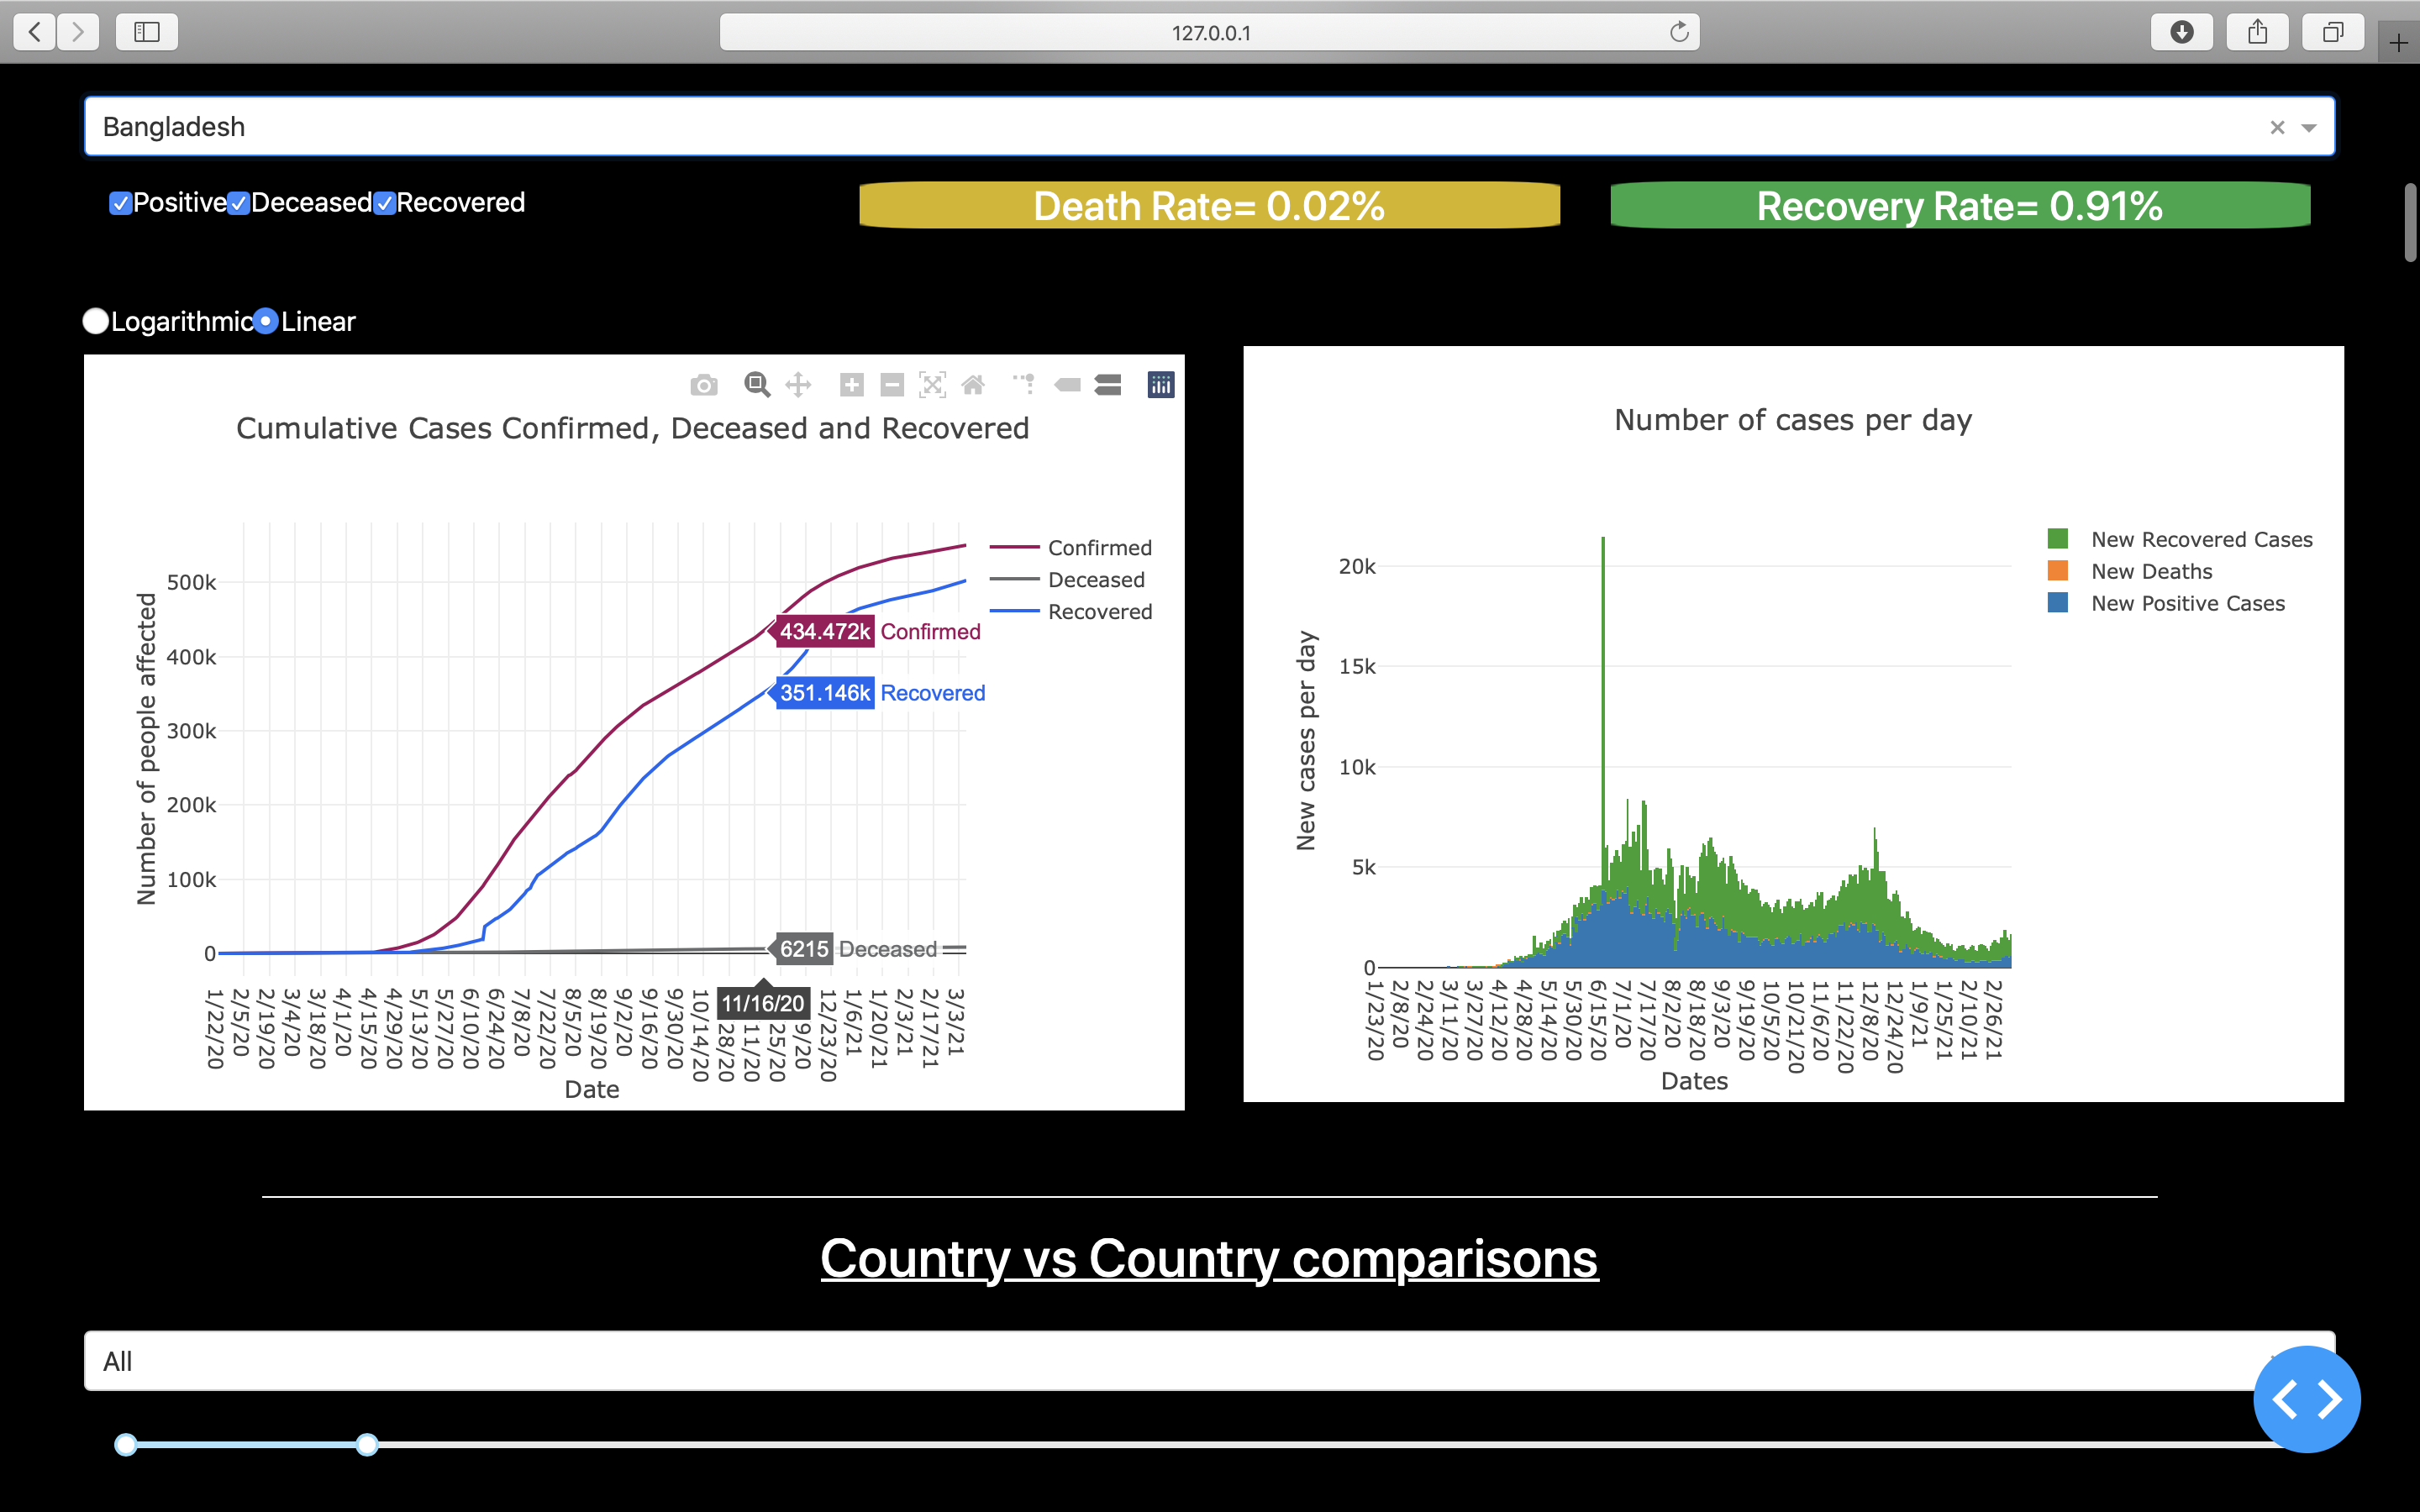 127.0.0.1
Bangladesh
Positive Deceased Recovered
Death Rate= 0.02%
Recovery Rate= 0.91%
Logarithmic Linear
Cumulative Cases Confirmed, Deceased and Recovered
Number of people affected
500k
400k
300k
200k
100k
0
Confirmed
Deceased
Recovered
434.472k Confirmed
351.146k Recovered
6215 Deceased
11/16/20
1/22/20
2/5/20
2/19/20
3/4/20
3/18/20
4/1/20
4/15/20
4/29/20
5/13/20
5/27/20
6/10/20
6/24/20
7/8/20
7/22/20
8/5/20
8/19/20
9/2/20
9/16/20
9/30/20
10/14/20
28/20
11/20
25/20
9/20
12/23/20
1/6/21
1/20/21
2/3/21
2/17/21
3/3/21
Date
Number of cases per day
New cases per day
20k
15k
10k
5k
0
New Recovered Cases
New Deaths
New Positive Cases
1/23/20
2/8/20
2/24/20
3/11/20
3/27/20
4/12/20
4/28/20
5/14/20
5/30/20
6/15/20
7/1/20
7/17/20
8/2/20
8/18/20
9/3/20
9/19/20
10/5/20
10/21/20
11/6/20
11/22/20
12/8/20
12/24/20
1/9/21
1/25/21
2/10/21
2/26/21
Dates
Country vs Country comparisons
All